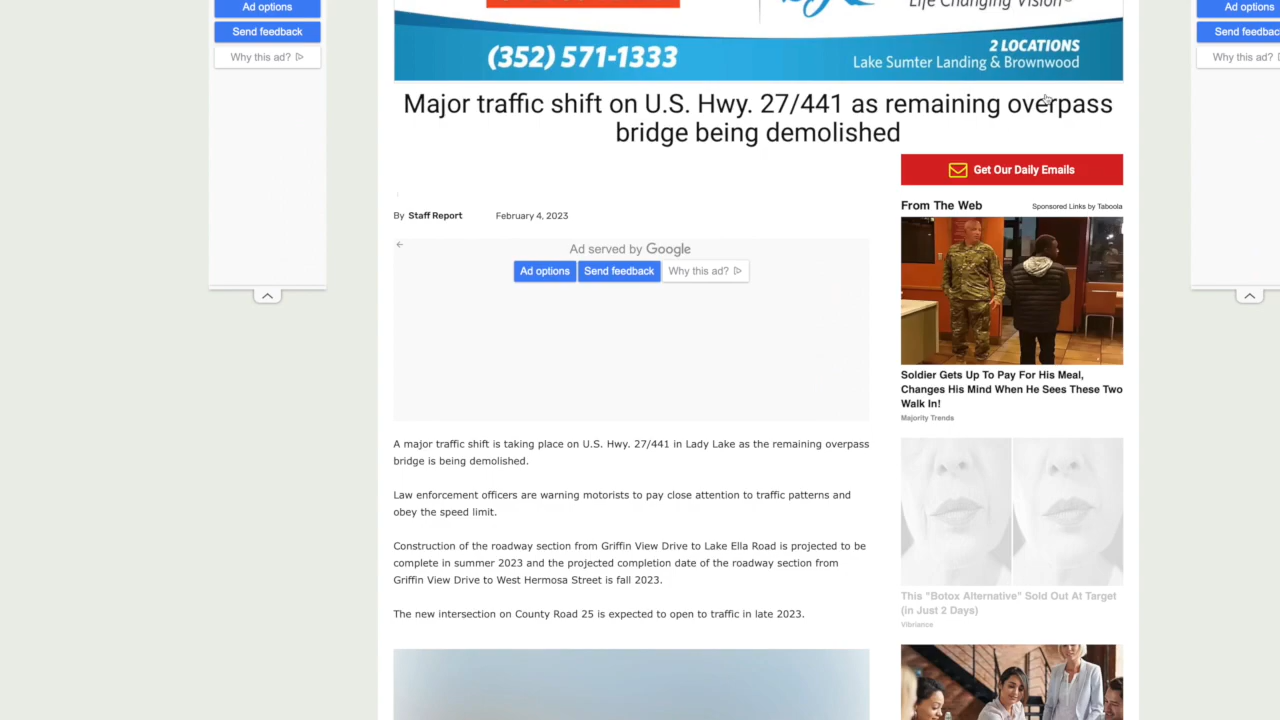 Ad options
Send feedback
Why this ad?
Life Changing Vision
(352) 571-1333
2 LOCATIONS
Lake Sumter Landing & Brownwood
Ad options
Send feedbac
Why this ad?
Major traffic shift on U.S. Hwy. 27/441 as remaining overpass
bridge being demolished
Get Our Daily Emails
By Staff Report February 4, 2023
From The Web
Sponsored Links by Taboola
Ad served by Google
Ad options
Send feedback
Why this ad?
Soldier Gets Up To Pay For His Meal,
Changes His Mind When He Sees These Two
Walk In!
Majority Trends
A major traffic shift is taking place on U.S. Hwy. 27/441 in Lady Lake as the remaining overpass
bridge is being demolished.
Law enforcement officers are warning motorists to pay close attention to traffic patterns and
obey the speed limit.
Construction of the roadway section from Griffin View Drive to Lake Ella Road is projected to be
complete in summer 2023 and the projected completion date of the roadway section from
Griffin View Drive to West Hermosa Street is fall 2023.
The new intersection on County Road 25 is expected to open to traffic in late 2023.
This "Botox Alternative" Sold Out At Target
(in Just 2 Days)
Vibriance